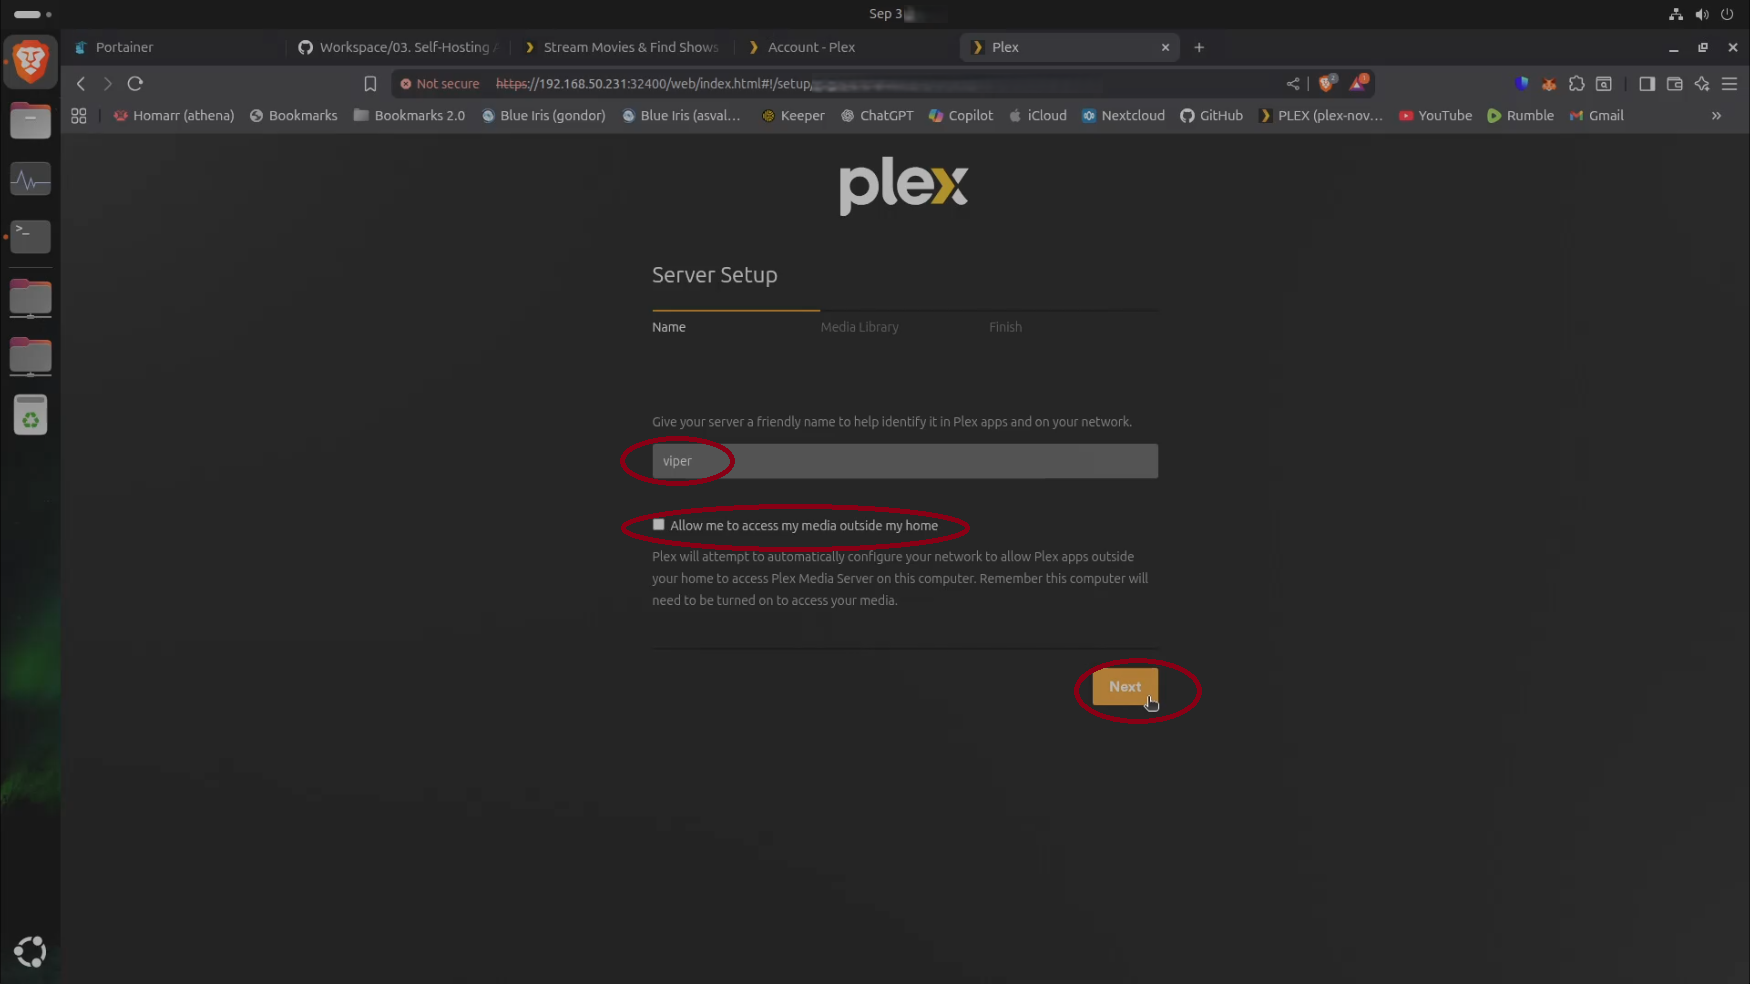 Sep 3
Portainer
Workspace/03. Self-Hosting A
Stream Movies & Find Shows
Account - Plex
Plex
Not secure
https://192.168.50.231:32400/web/index.html#!/setup/
2
1
Homarr (athena)
Bookmarks
Bookmarks 2.0
Blue Iris (gondor)
Blue Iris (asval...
Keeper
ChatGPT
Copilot
iCloud
Nextcloud
GitHub
PLEX (plex-nov...
YouTube
Rumble
Gmail
plex
Server Setup
Name
Media Library
Finish
Give your server a friendly name to help identify it in Plex apps and on your network.
viper
Allow me to access my media outside my home
Plex will attempt to automatically configure your network to allow Plex apps outside
your home to access Plex Media Server on this computer. Remember this computer will
need to be turned on to access your media.
Next